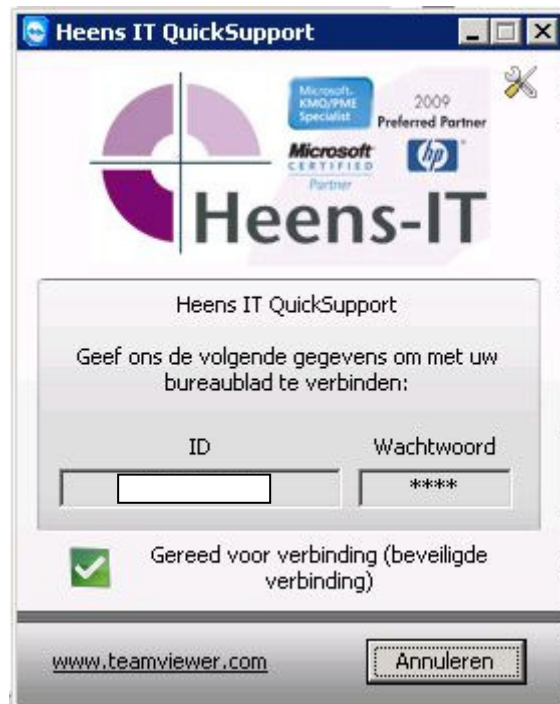 Heens IT QuickSupport
Microsoft
KMO/PME
Specialist
2009
Preferred Partner
Microsoft
CERTIFIED
Partner
hp
Heens-IT
Heens IT QuickSupport
Geef ons de volgende gegevens om met uw
bureaublad te verbinden:
ID
Wachtwoord
****
Gereed voor verbinding (beveiligde
verbinding)
www.teamviewer.com
Annuleren